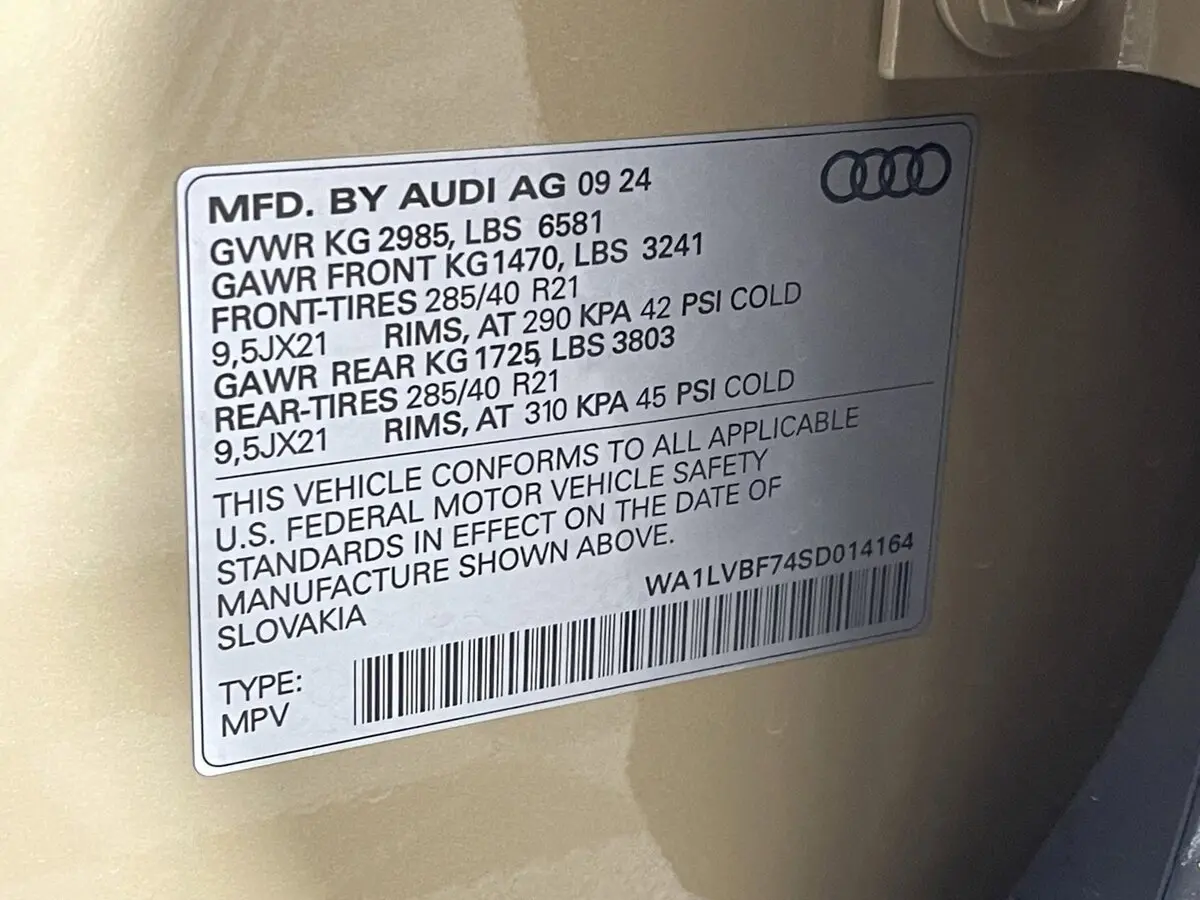 MFD. BY AUDI AG 09 24
GVWR KG 2985, LBS 6581
GAWR FRONT KG1470, LBS 3241
FRONT-TIRES 285/40 R21
9,5JX21 RIMS, AT 290 KPA 42 PSI COLD
GAWR REAR KG 1725, LBS 3803
REAR-TIRES 285/40 R21
9,5JX21 RIMS, AT 310 KPA 45 PSI COLD
THIS VEHICLE CONFORMS TO ALL APPLICABLE
U.S. FEDERAL MOTOR VEHICLE SAFETY
STANDARDS IN EFFECT ON THE DATE OF
MANUFACTURE SHOWN ABOVE.
SLOVAKIA
WA1LVBF74SD014164
TYPE:
MPV